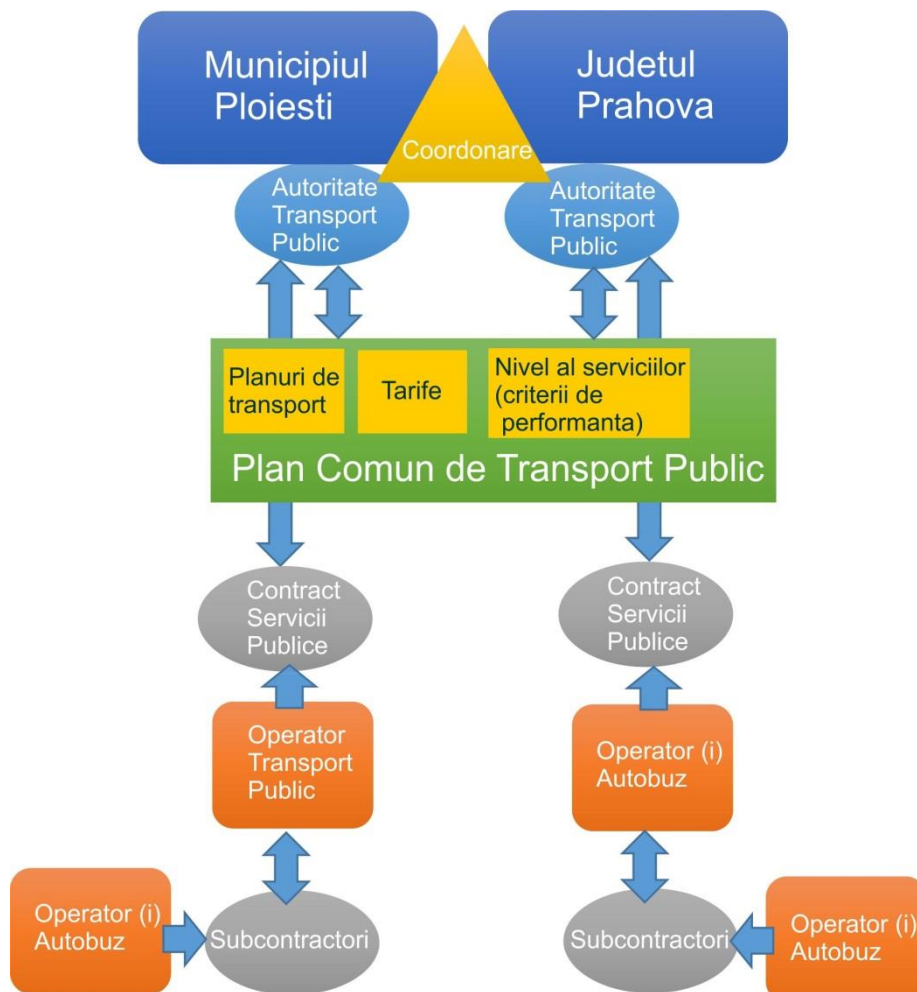 Municipiul
Ploiesti
Judetul
Prahova
Coordonare
Autoritate
Transport
Public
Autoritate
Transport
Public
Planuri de
transport
Tarife
Nivel al serviciilor
(criterii de
performanta)
Plan Comun de Transport Public
Contract
Servicii
Publice
Contract
Servicii
Publice
Operator
Transport
Public
Operator (i)
Autobuz
Operator (i)
Autobuz
Subcontractori
Subcontractori
Operator (i)
Autobuz